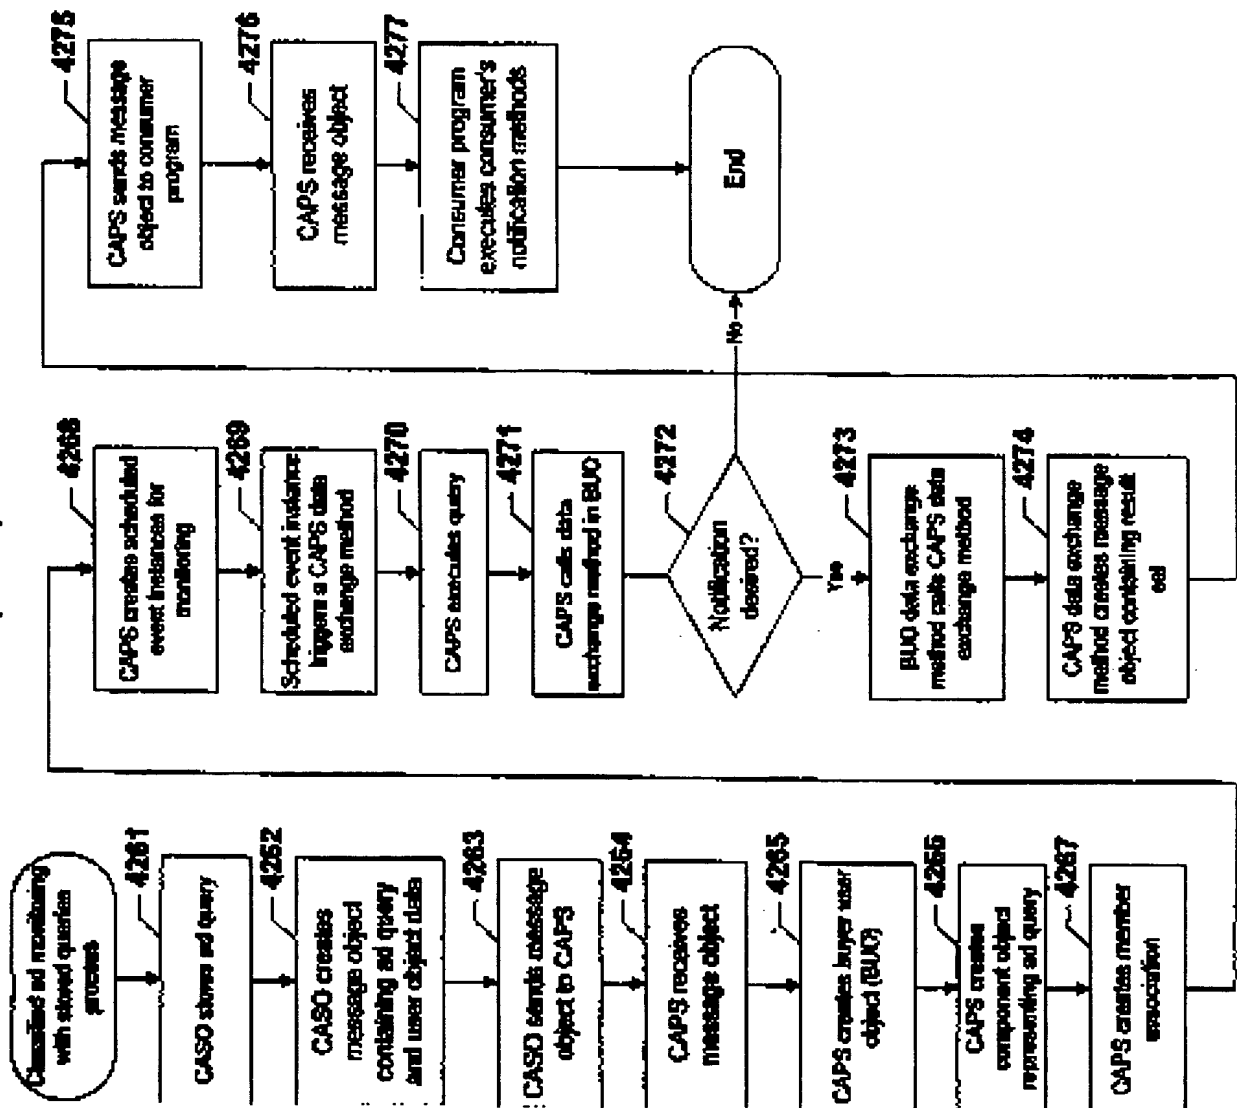 Classified ad monitoring
with stored queries
process
4261
CASO stores ad query
4262
CASO creates
message object
containing ad query
and user object data
4263
CASO sends message
object to CAPS
4264
CAPS receives
message object
4265
CAPS creates buyer user
object (BUO)
4266
CAPS creates
component object
representing ad query
4267
CAPS creates member
association
4268
CAPS creates scheduled
event instances for
monitoring
4269
Scheduled event instance
triggers a CAPS data
exchange method
4270
CAPS executes query
4271
CAPS calls data
exchange method in BUO
4272
Notification
desired?
No
Yes
4273
BUO data exchange
method calls CAPS data
exchange method
4274
CAPS data exchange
method creates message
object containing result
set
4275
CAPS sends message
object to consumer
program
4276
CAPS receives
message object
4277
Consumer program
executes consumer's
notification methods
End